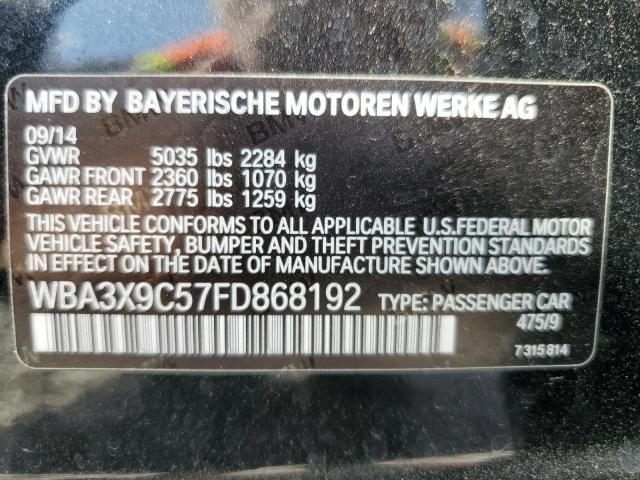 MFD BY BAYERISCHE MOTOREN WERKE AG
09/14
GVWR 5035 lbs 2284 kg
GAWR FRONT 2360 lbs 1070 kg
GAWR REAR 2775 lbs 1259 kg
THIS VEHICLE CONFORMS TO ALL APPLICABLE U.S.FEDERAL MOTOR
VEHICLE SAFETY, BUMPER AND THEFT PREVENTION STANDARDS
IN EFFECT ON THE DATE OF MANUFACTURE SHOWN ABOVE.
WBA3X9C57FD868192 TYPE: PASSENGER CAR
475/9
7 315 814